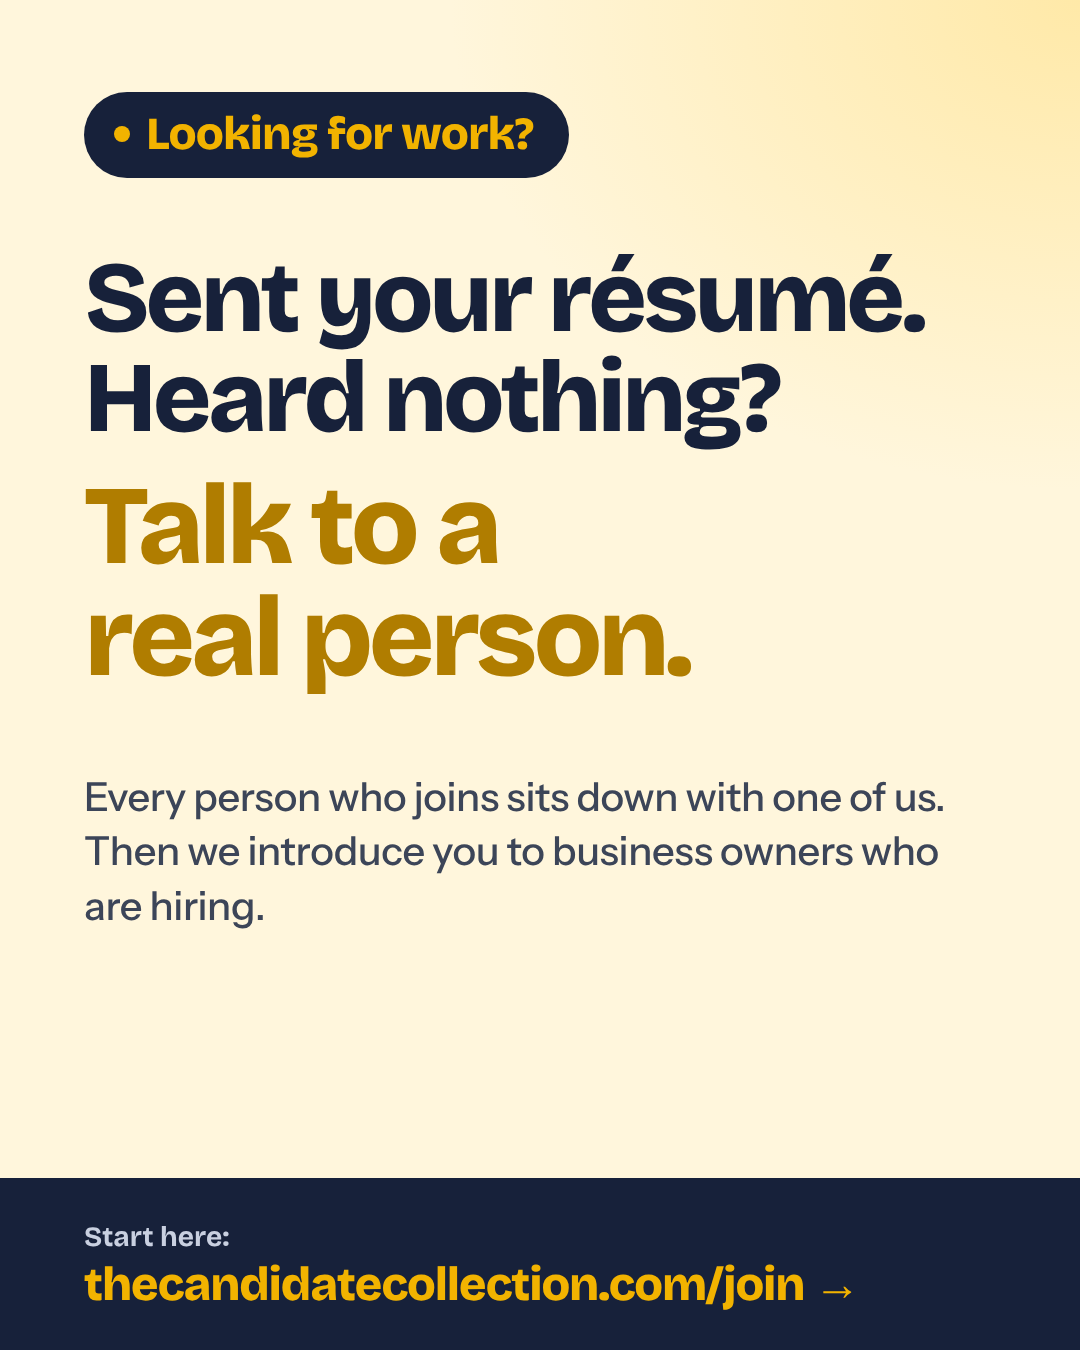 Looking for work?
Sent your résumé.
Heard nothing?
Talk to a
real person.
Every person who joins sits down with one of us.
Then we introduce you to business owners who
are hiring.
Start here:
thecandidatecollection.com/join →